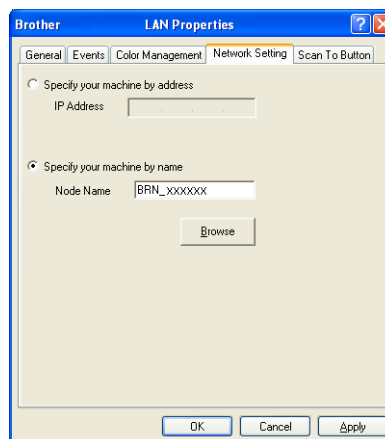 Brother LAN Properties
General Events Color Management Network Setting Scan To Button
Specify your machine by address
IP Address . . .
Specify your machine by name
Node Name BRN_XXXXXX
Browse
OK Cancel Apply